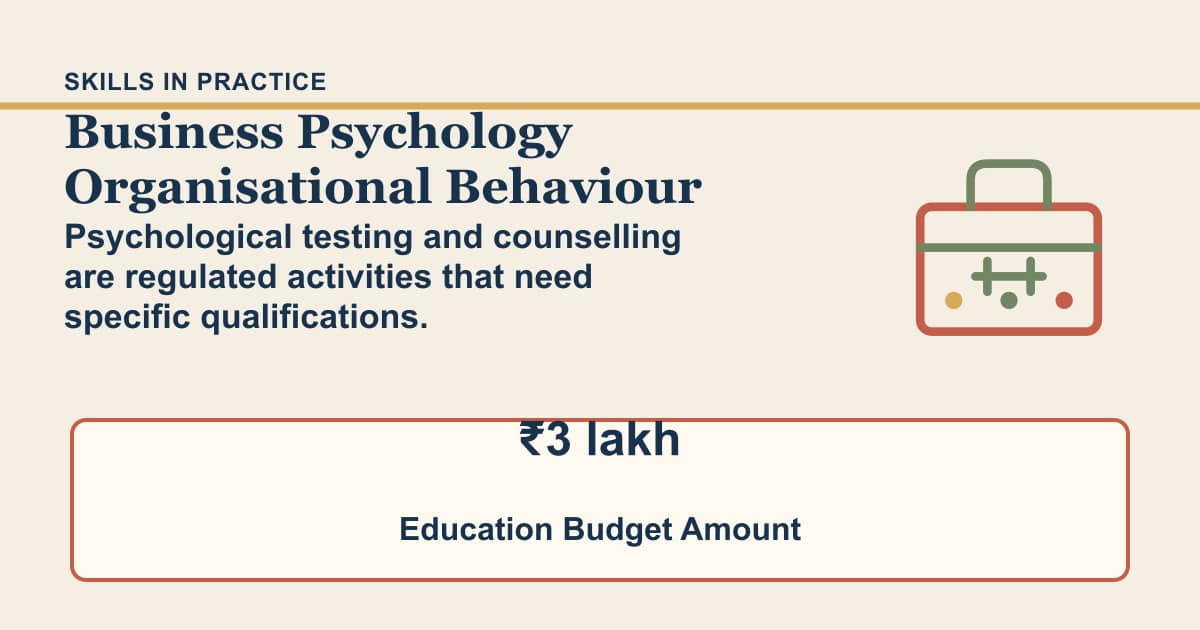 SKILLS IN PRACTICE
Business Psychology
Organisational Behaviour
Psychological testing and counselling
are regulated activities that need
specific qualifications.
₹3 lakh
Education Budget Amount